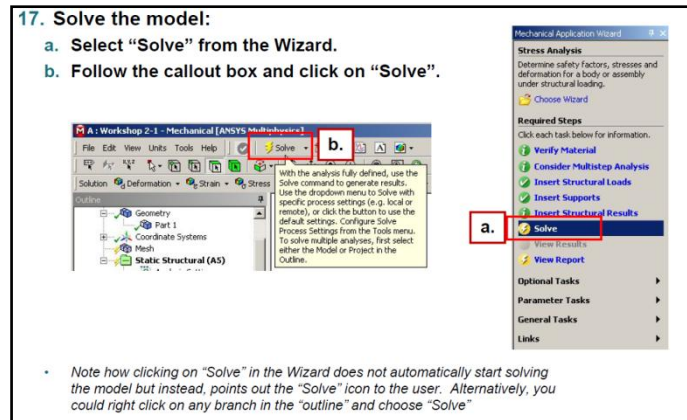 17. Solve the model:
a. Select “Solve” from the Wizard.
b. Follow the callout box and click on “Solve”.
A : Workshop 2-1 - Mechanical [ANSYS Multiphysics]
File Edit View Units Tools Help Solve
b.
Solution Deformation Strain Stress
Outline
Geometry
Part 1
Coordinate Systems
Mesh
Static Structural (A5)
With the analysis fully defined, use the
Solve command to generate results.
Use the dropdown menu to Solve with
specific process settings (e.g. local or
remote), or click the button to use the
default settings. Configure Solve
Process Settings from the Tools menu.
To solve multiple analyses, first select
either the Model or Project in the
Outline.
Mechanical Application Wizard
Stress Analysis
Determine safety factors, stresses and
deformation for a body or assembly
under structural loading.
Choose Wizard
Required Steps
Click each task below for information.
Verify Material
Consider Multistep Analysis
Insert Structural Loads
Insert Supports
Insert Structural Results
a.
Solve
View Results
View Report
Optional Tasks
Parameter Tasks
General Tasks
Links
• Note how clicking on “Solve” in the Wizard does not automatically start solving
the model but instead, points out the “Solve” icon to the user. Alternatively, you
could right click on any branch in the “outline” and choose “Solve”